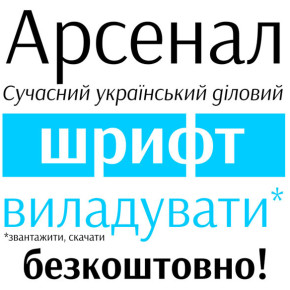 Арсенал
Сучасний український діловий
шрифт
виладувати*
*звантажити, скачати
безкоштовно!